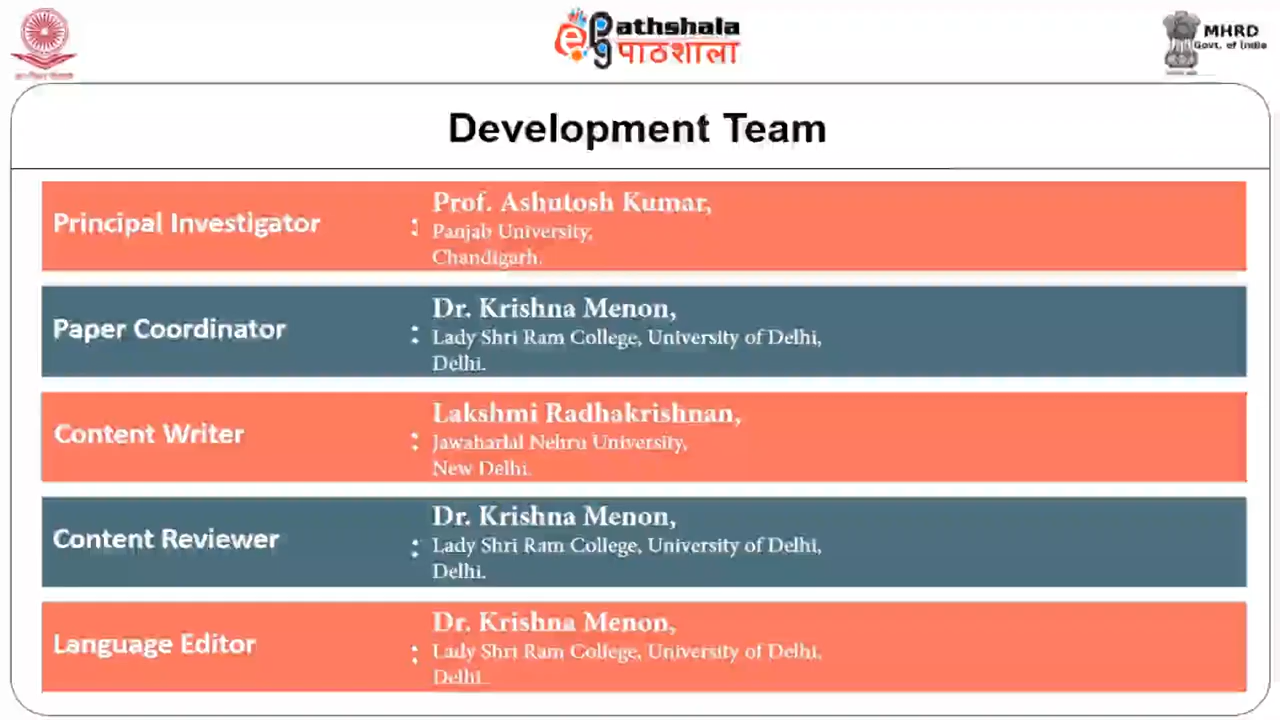 ePathshala
पाठशाला
MHRD
Govt. of India
Development Team
Principal Investigator : Prof. Ashutosh Kumar,
Panjab University,
Chandigarh.
Paper Coordinator : Dr. Krishna Menon,
Lady Shri Ram College, University of Delhi,
Delhi.
Content Writer : Lakshmi Radhakrishnan,
Jawaharlal Nehru University,
New Delhi.
Content Reviewer : Dr. Krishna Menon,
Lady Shri Ram College, University of Delhi,
Delhi.
Language Editor : Dr. Krishna Menon,
Lady Shri Ram College, University of Delhi,
Delhi.